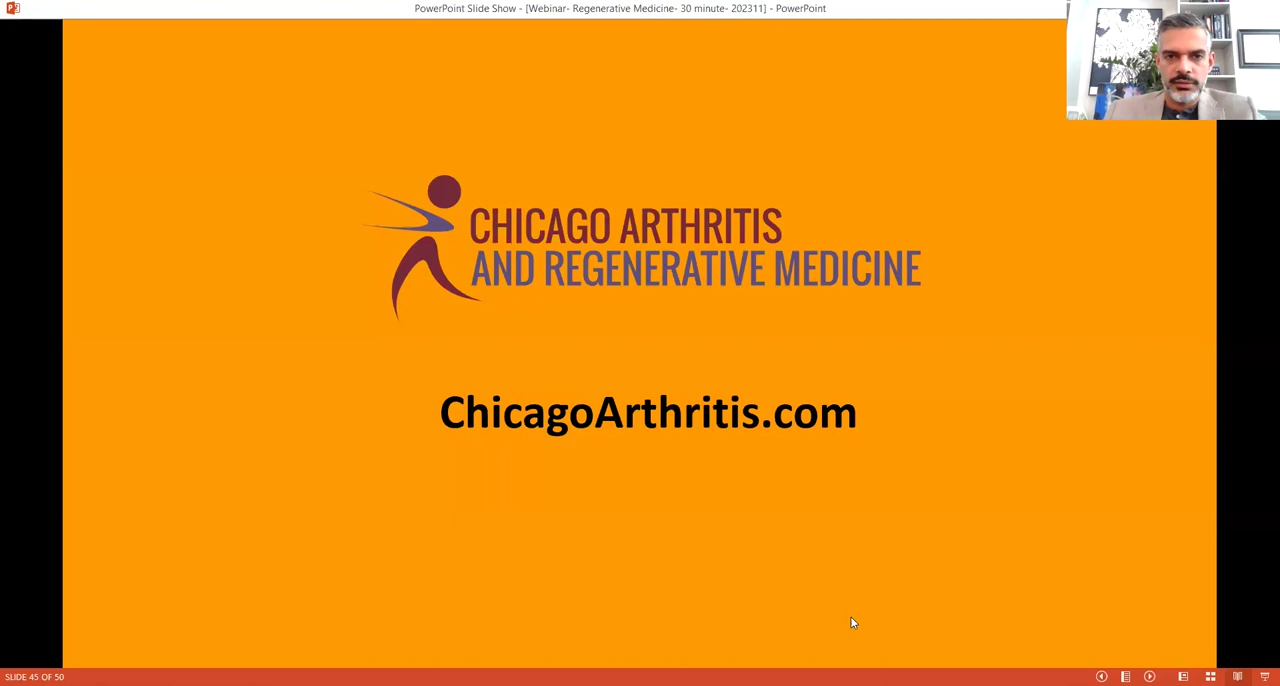 PowerPoint Slide Show - [Webinar- Regenerative Medicine- 30 minute- 202311] - PowerPoint
CHICAGO ARTHRITIS
AND REGENERATIVE MEDICINE
ChicagoArthritis.com
SLIDE 45 OF 50